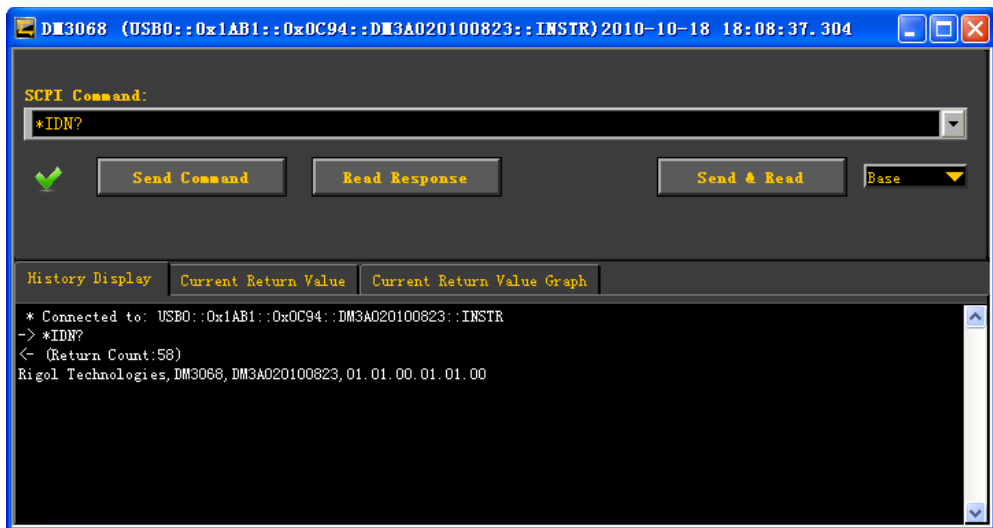 DM3068 (USB0::0x1AB1::0x0C94::DM3A020100823::INSTR)2010-10-18 18:08:37.304
SCPI Command:
*IDN?
Send Command Read Response Send & Read Base
History Display Current Return Value Current Return Value Graph
* Connected to: USB0::0x1AB1::0x0C94::DM3A020100823::INSTR
-> *IDN?
<- (Return Count:58)
Rigol Technologies,DM3068,DM3A020100823,01.01.00.01.01.00